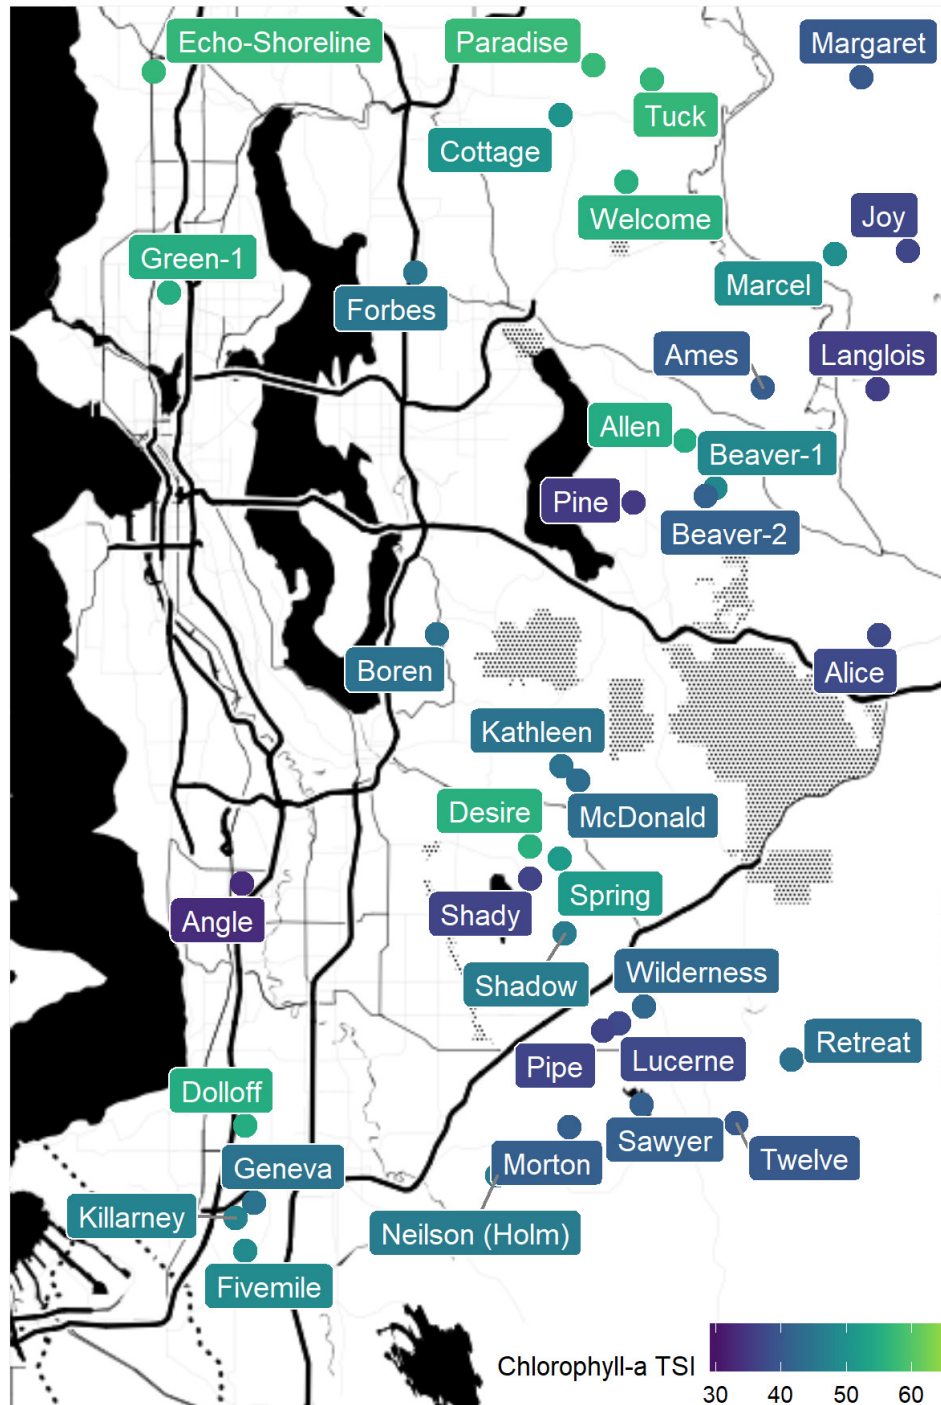 Echo-Shoreline
Paradise
Margaret
Tuck
Cottage
Welcome
Joy
Green-1
Marcel
Forbes
Ames
Langlois
Allen
Beaver-1
Pine
Beaver-2
Boren
Alice
Kathleen
McDonald
Desire
Spring
Angle
Shady
Shadow
Wilderness
Retreat
Pipe
Lucerne
Dolloff
Sawyer
Geneva
Morton
Twelve
Killarney
Neilson (Holm)
Fivemile
Chlorophyll-a TSI
30 40 50 60